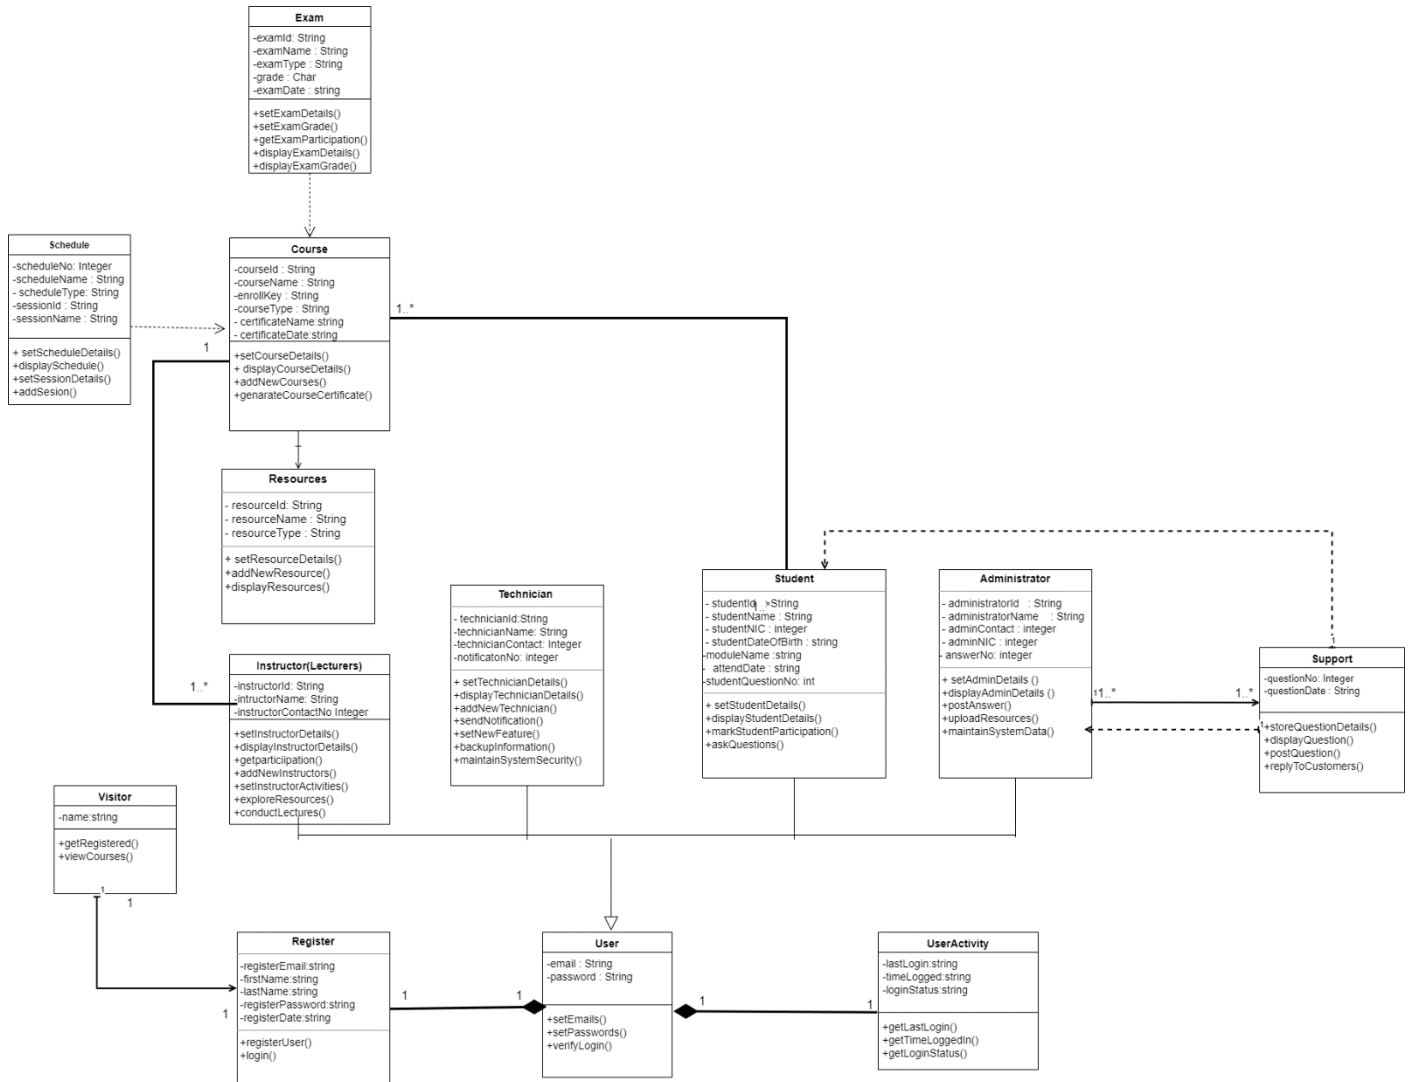 Exam
-examId: String
-examName : String
-examType : String
-grade : Char
-examDate : string
+setExamDetails()
+setExamGrade()
+getExamParticipation()
+displayExamDetails()
+displayExamGrade()
Schedule
-scheduleNo: Integer
-scheduleName : String
- scheduleType: String
-sessionId : String
-sessionName : String
+ setScheduleDetails()
+displaySchedule()
+setSessionDetails()
+addSesion()
Course
-courseId : String
-courseName : String
-enrollKey : String
-courseType : String
- certificateName:string
- certificateDate:string
+setCourseDetails()
+ displayCourseDetails()
+addNewCourses()
+genarateCourseCertificate()
1..*
1
Resources
- resourceId: String
- resourceName : String
- resourceType : String
+ setResourceDetails()
+addNewResource()
+displayResources()
Instructor(Lecturers)
-instructorId: String
-intructorName: String
-instructorContactNo Integer
+setInstructorDetails()
+displayInstructorDetails()
+getparticiipation()
+addNewInstructors()
+setInstructorActivities()
+exploreResources()
+conductLectures()
1..*
Technician
- technicianId:String
-technicianName: String
-technicianContact: Integer
-notificatonNo: integer
+ setTechnicianDetails()
+displayTechnicianDetails()
+addNewTechnician()
+sendNotification()
+setNewFeature()
+backupInformation()
+maintainSystemSecurity()
Student
- studentId : String
1..*
- studentName : String
- studentNIC : integer
- studentDateOfBirth : string
-moduleName :string
- attendDate : string
-studentQuestionNo: int
+ setStudentDetails()
+displayStudentDetails()
+markStudentParticipation()
+askQuestions()
Administrator
- administratorId : String
- administratorName : String
- adminContact : integer
- adminNIC : integer
- answerNo: integer
+ setAdminDetails ()
+displayAdminDetails ()
+postAnswer()
+uploadResources()
+maintainSystemData()
1
1..*
1..*
1
1
Support
-questionNo: Integer
-questionDate : String
+storeQuestionDetails()
+displayQuestion()
+postQuestion()
+replyToCustomers()
Visitor
-name:string
+getRegistered()
+viewCourses()
1
1
Register
-registerEmail:string
-firstName:string
-lastName:string
-registerPassword:string
-registerDate:string
+registerUser()
+login()
1
1
1
User
-email : String
-password : String
+setEmails()
+setPasswords()
+verifyLogin()
1
1
UserActivity
-lastLogin:string
-timeLogged:string
-loginStatus:string
+getLastLogin()
+getTimeLoggedIn()
+getLoginStatus()